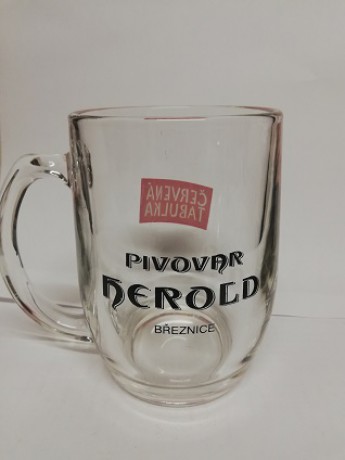 ČERVENÁ
TABULKA
PIVOVAR
HEROLD
BŘEZNICE